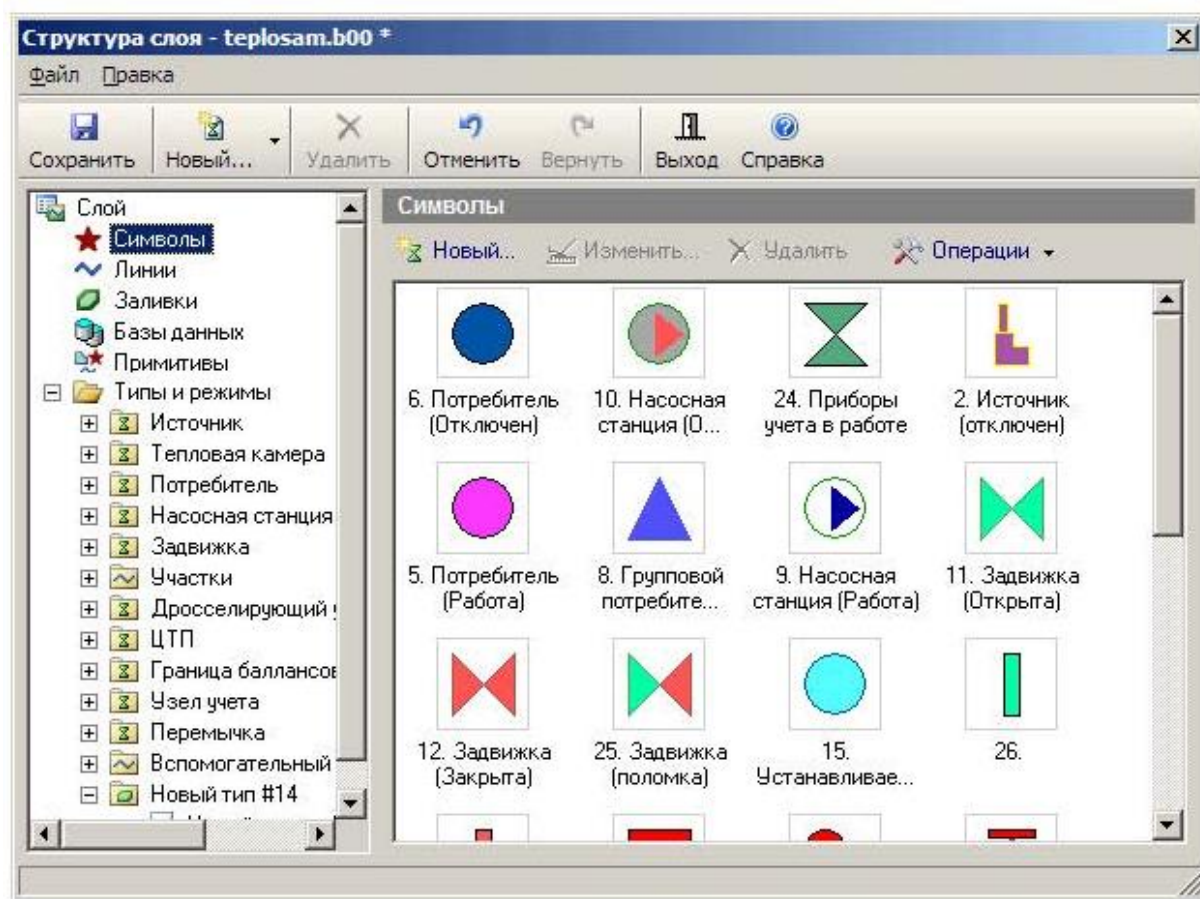 Структура слоя - teplosam.b00 *
Файл Правка
Сохранить Новый... Удалить Отменить Вернуть Выход Справка
Слой
Символы
Линии
Заливки
Базы данных
Примитивы
Типы и режимы
Источник
Тепловая камера
Потребитель
Насосная станция
Задвижка
Участки
Дросселирующий
ЦТП
Граница баллансов
Узел учета
Перемычка
Вспомогательный
Новый тип #14
Символы
Новый... Изменить... Удалить Операции
6. Потребитель (Отключен)
10. Насосная станция (О...
24. Приборы учета в работе
2. Источник (отключен)
5. Потребитель (Работа)
8. Групповой потребите...
9. Насосная станция (Работа)
11. Задвижка (Открыта)
12. Задвижка (Закрыта)
25. Задвижка (поломка)
15. Устанавливае...
26.